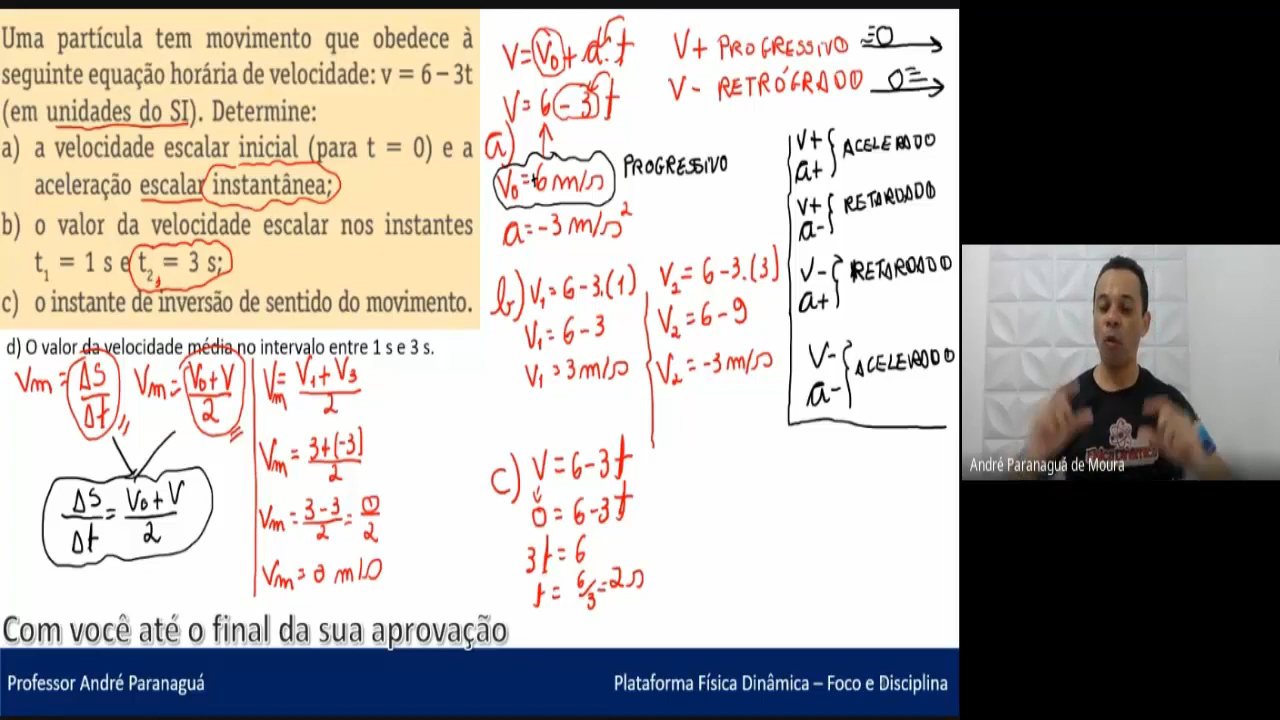 Uma partícula tem movimento que obedece à
seguinte equação horária de velocidade: v = 6 – 3t
(em unidades do SI). Determine:
a) a velocidade escalar inicial (para t = 0) e a
aceleração escalar instantânea;
b) o valor da velocidade escalar nos instantes
t₁ = 1 s e t₂ = 3 s;
c) o instante de inversão de sentido do movimento.
d) O valor da velocidade média no intervalo entre 1 s e 3 s.
Vm = ΔS/Δt Vm = V₀+V/2
ΔS/Δt = V₀+V/2
Vm = V₁+V₃/2
Vm = 3+(-3)/2
Vm = 3-3/2 = 0/2
Vm = 0 m/s
V = V₀ + a.t
V = 6 - 3 t
a)
V₀ = +6 m/s PROGRESSIVO
a = -3 m/s²
b) V₁ = 6-3.(1)
V₁ = 6-3
V₁ = 3 m/s
V₂ = 6-3.(3)
V₂ = 6-9
V₂ = -3 m/s
c) V = 6-3t
0 = 6-3t
3t = 6
t = 6/3 = 2s
V+ PROGRESSIVO
V- RETRÓGRADO
V+
a+ } ACELERADO
V+
a- } RETARDADO
V-
a+ } RETARDADO
V-
a- } ACELERADO
André Paranaguá de Moura
Com você até o final da sua aprovação
Professor André Paranaguá
Plataforma Física Dinâmica – Foco e Disciplina